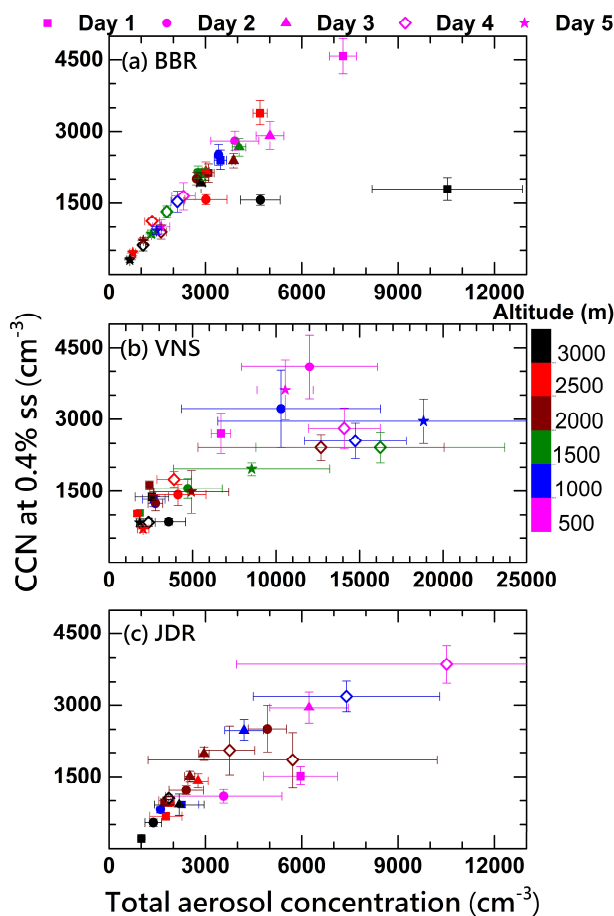 Day 1 Day 2 Day 3 Day 4 Day 5
(a) BBR
4500
3000
1500
0
0 3000 6000 9000 12000
Altitude (m)
(b) VNS
4500
3000
1500
0
0 5000 10000 15000 20000 25000
3000
2500
2000
1500
1000
500
(c) JDR
4500
3000
1500
0
0 3000 6000 9000 12000
CCN at 0.4% ss (cm⁻³)
Total aerosol concentration (cm⁻³)